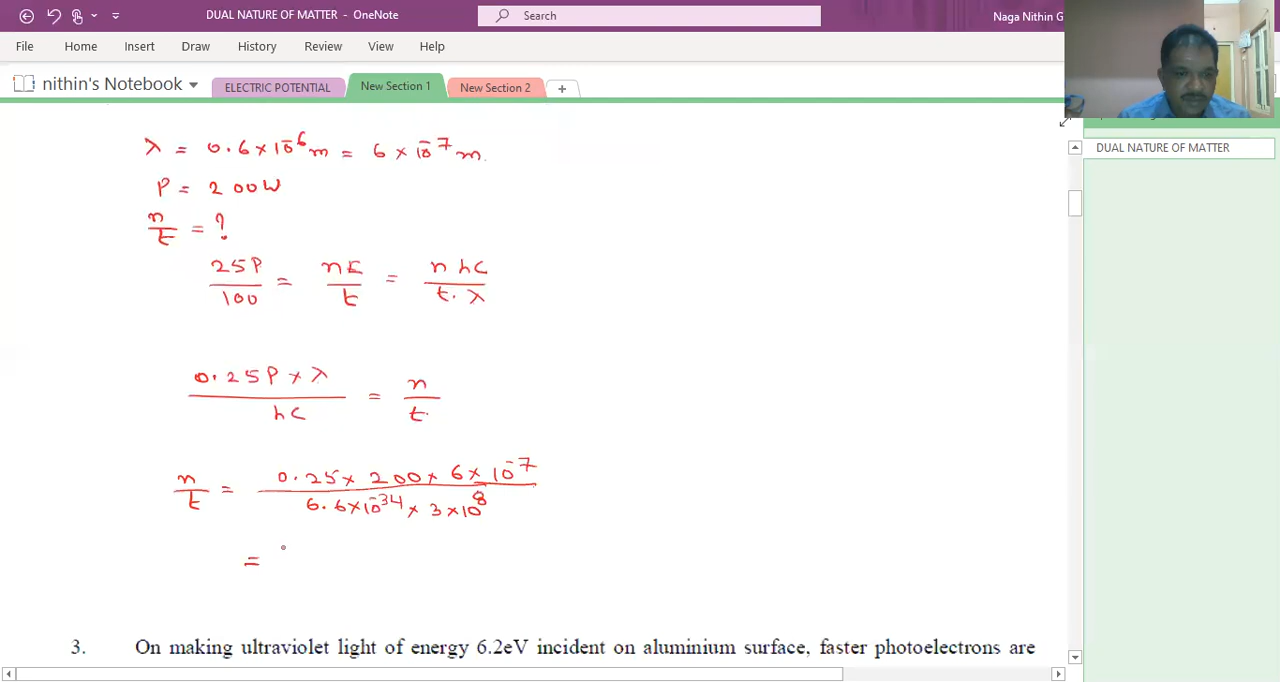 DUAL NATURE OF MATTER - OneNote
Search
Naga Nithin G
File Home Insert Draw History Review View Help
nithin's Notebook
ELECTRIC POTENTIAL
New Section 1
New Section 2
DUAL NATURE OF MATTER
λ = 0.6×10⁻⁶m = 6 × 10⁻⁷m.
P = 200W
n/t = ?
25P/100 = nE/t = n hC/t. λ
0.25P × λ/hC = n/t.
n/t = 0.25× 200× 6×10⁻⁷/6.6×10⁻³⁴ × 3×10⁸
=
3. On making ultraviolet light of energy 6.2eV incident on aluminium surface, faster photoelectrons are